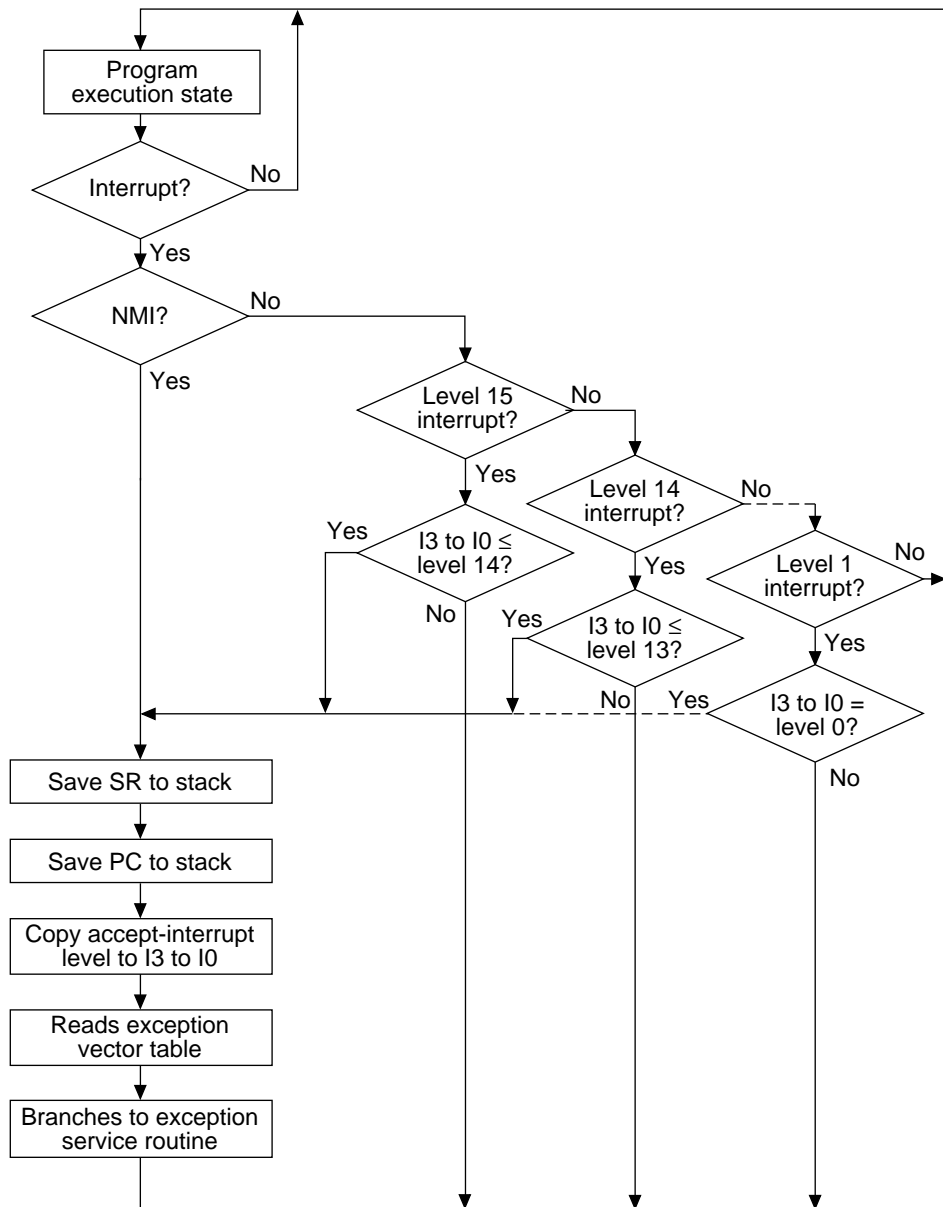 Program
execution state
Interrupt?
No
Yes
NMI?
No
Yes
Level 15
interrupt?
No
Yes
Level 14
interrupt?
No
Yes
I3 to I0 ≤
level 14?
Yes
No
Level 1
interrupt?
No
Yes
I3 to I0 ≤
level 13?
Yes
No
I3 to I0 =
level 0?
Yes
No
Save SR to stack
Save PC to stack
Copy accept-interrupt
level to I3 to I0
Reads exception
vector table
Branches to exception
service routine